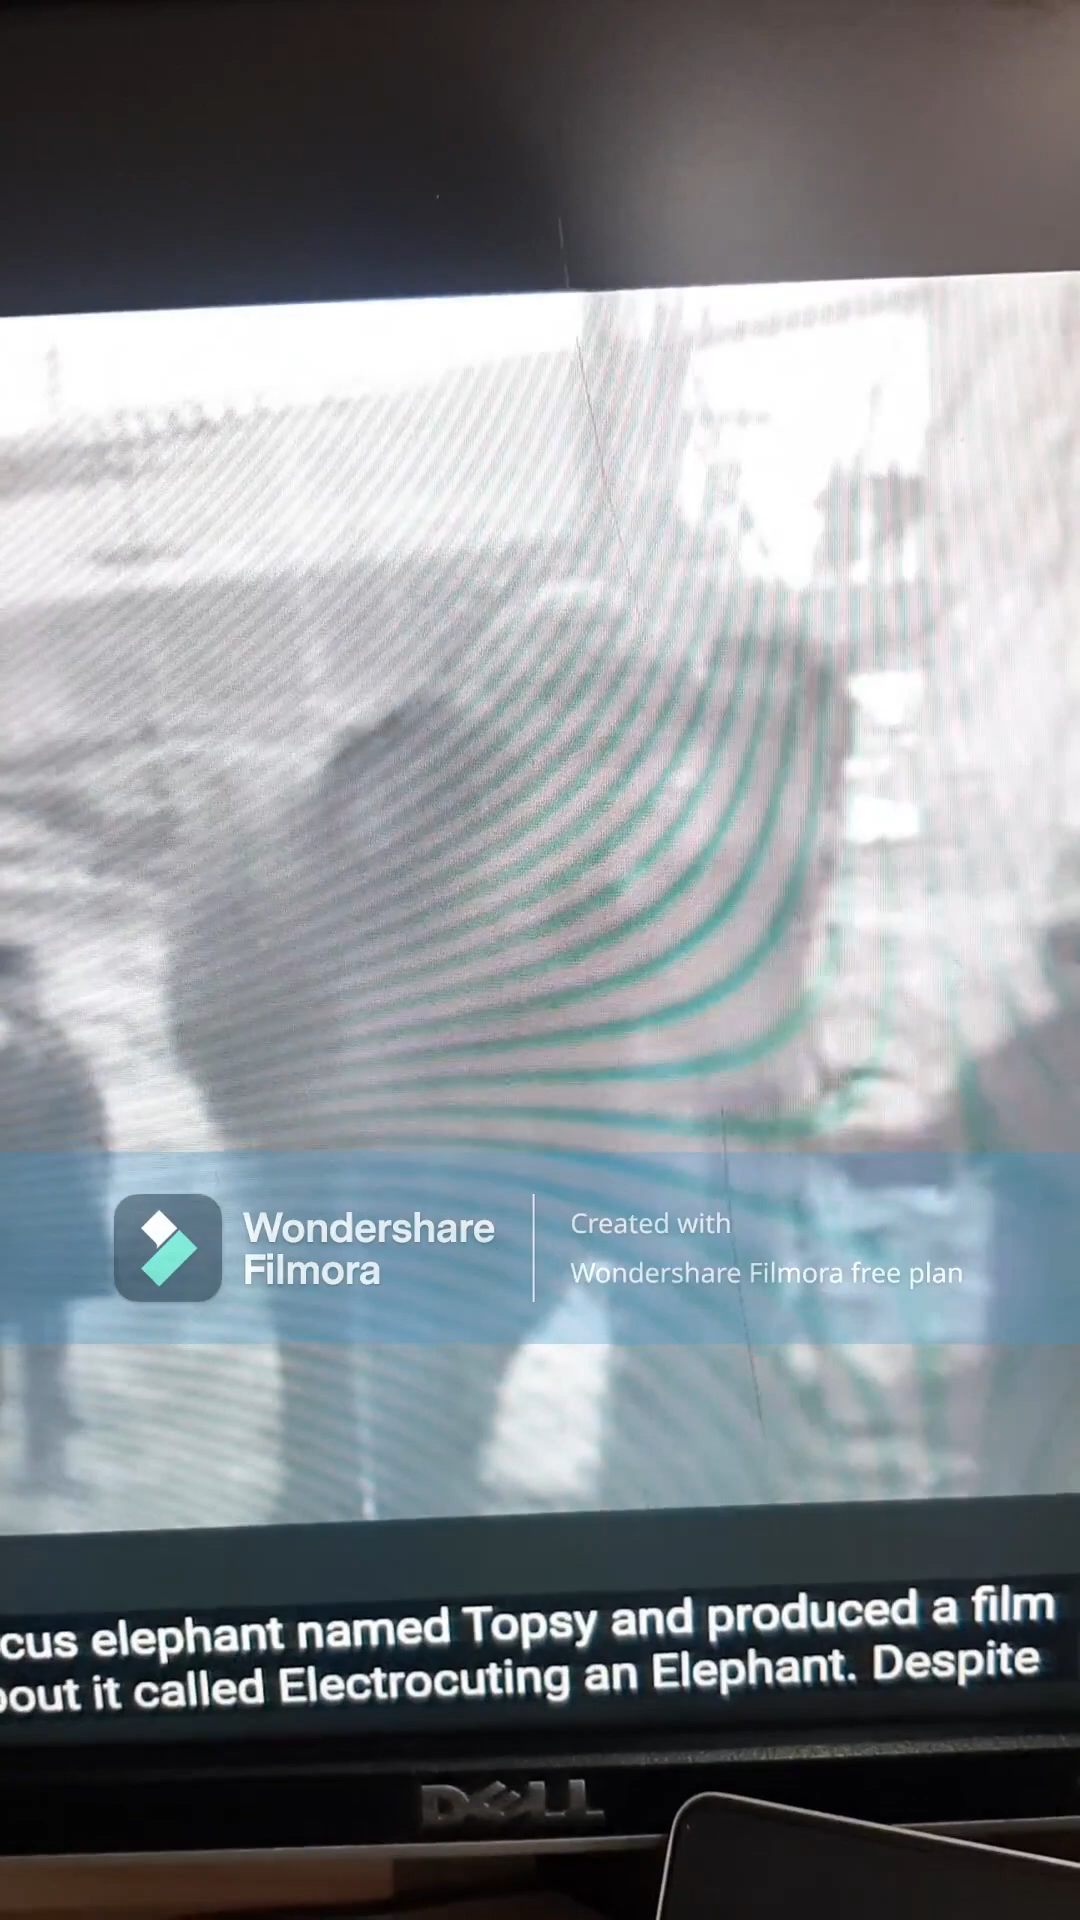 Wondershare
Filmora
Created with
Wondershare Filmora free plan
cus elephant named Topsy and produced a film
out it called Electrocuting an Elephant. Despite
DELL